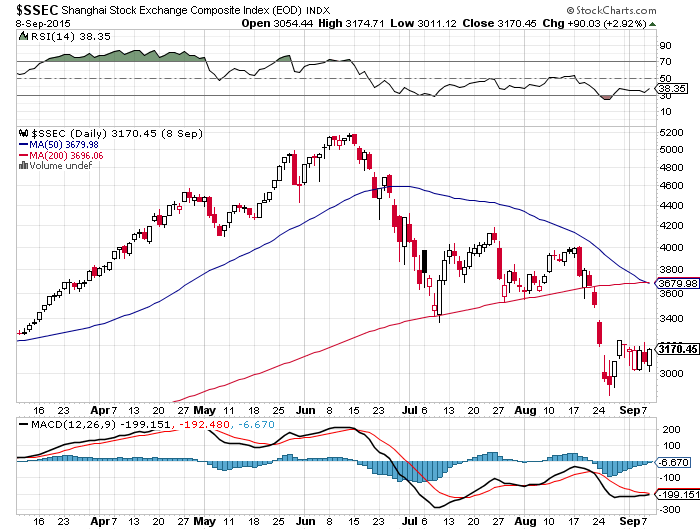 $SSEC Shanghai Stock Exchange Composite Index (EOD) INDX © StockCharts.com
8-Sep-2015 Open 3054.44 High 3174.71 Low 3011.12 Close 3170.45 Chg +90.03 (+2.92%)
RSI(14) 38.35
90
70
50
38.35
30
10
$SSEC (Daily) 3170.45 (8 Sep)
MA(50) 3679.98
MA(200) 3696.06
Volume undef
5200
5000
4800
4600
4400
4200
4000
3800
3679.98
3600
3400
3170.45
3000
16 23 Apr 7 13 20 27 May 11 18 26 Jun 8 15 23 Jul 6 13 20 27 Aug 10 17 24 Sep 7
MACD(12,26,9) -199.151, -192.480, -6.670
200
100
-6.670
-199.151
-300
16 23 Apr 7 13 20 27 May 11 18 26 Jun 8 15 23 Jul 6 13 20 27 Aug 10 17 24 Sep 7